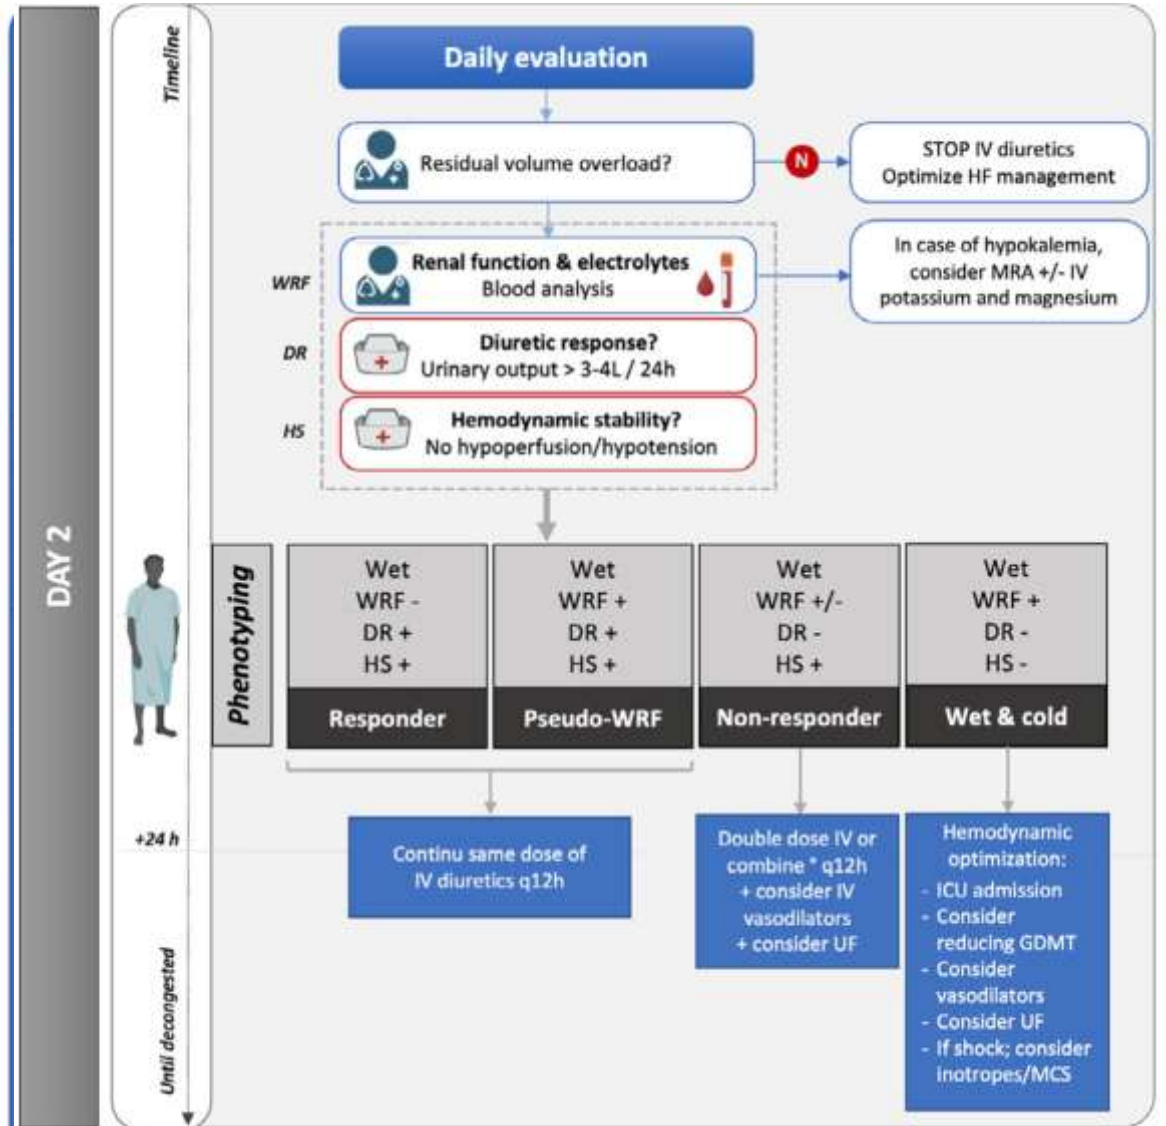 DAY 2
Timeline
Daily evaluation
Residual volume overload?
N
STOP IV diuretics
Optimize HF management
WRF
Renal function & electrolytes
Blood analysis
In case of hypokalemia,
consider MRA +/- IV
potassium and magnesium
DR
Diuretic response?
Urinary output > 3-4L / 24h
HS
Hemodynamic stability?
No hypoperfusion/hypotension
Phenotyping
Wet
WRF -
DR +
HS +
Responder
Wet
WRF +
DR +
HS +
Pseudo-WRF
Wet
WRF +/-
DR -
HS +
Non-responder
Wet
WRF +
DR -
HS -
Wet & cold
+24 h
Continu same dose of
IV diuretics q12h
Double dose IV or
combine * q12h
+ consider IV
vasodilators
+ consider UF
Hemodynamic
optimization:
- ICU admission
- Consider
reducing GDMT
- Consider
vasodilators
- Consider UF
- If shock; consider
inotropes/MCS
Until decongested